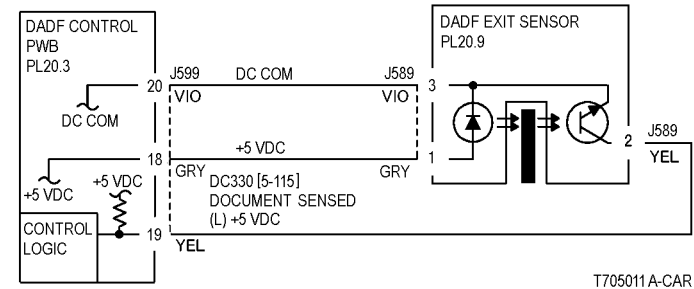 DADF CONTROL
PWB
PL20.3
DADF EXIT SENSOR
PL20.9
20
J599
DC COM
J589
3
VIO
VIO
DC COM
+5 VDC
18
1
2
J589
YEL
GRY
GRY
+5 VDC
+5 VDC
DC330 [5-115]
DOCUMENT SENSED
(L) +5 VDC
CONTROL
LOGIC
19
YEL
T705011A-CAR